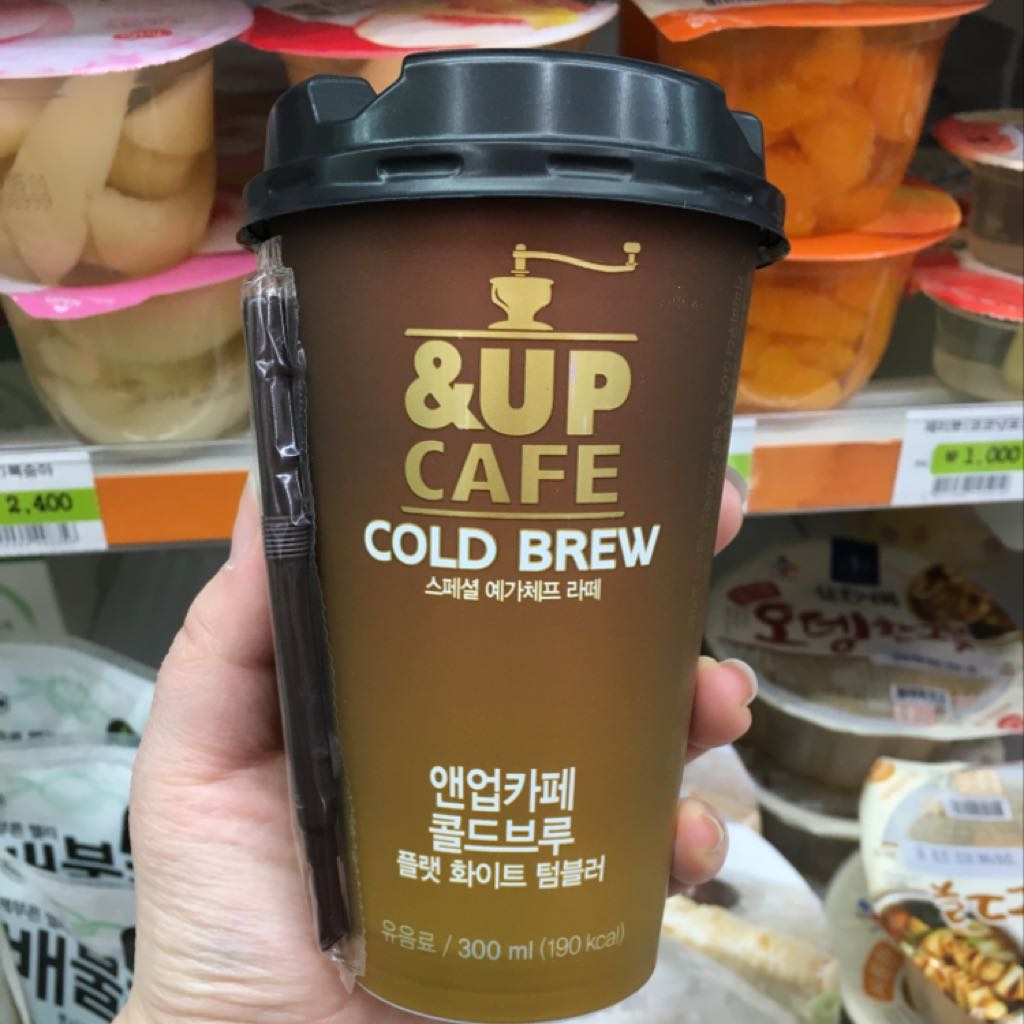 &UP
CAFE
COLD BREW
스페셜 예가체프 라떼
앤업카페
콜드브루
플랫 화이트 텀블러
유음료 / 300 ml (190 kcal)
2,400
₩1,000
오뎅